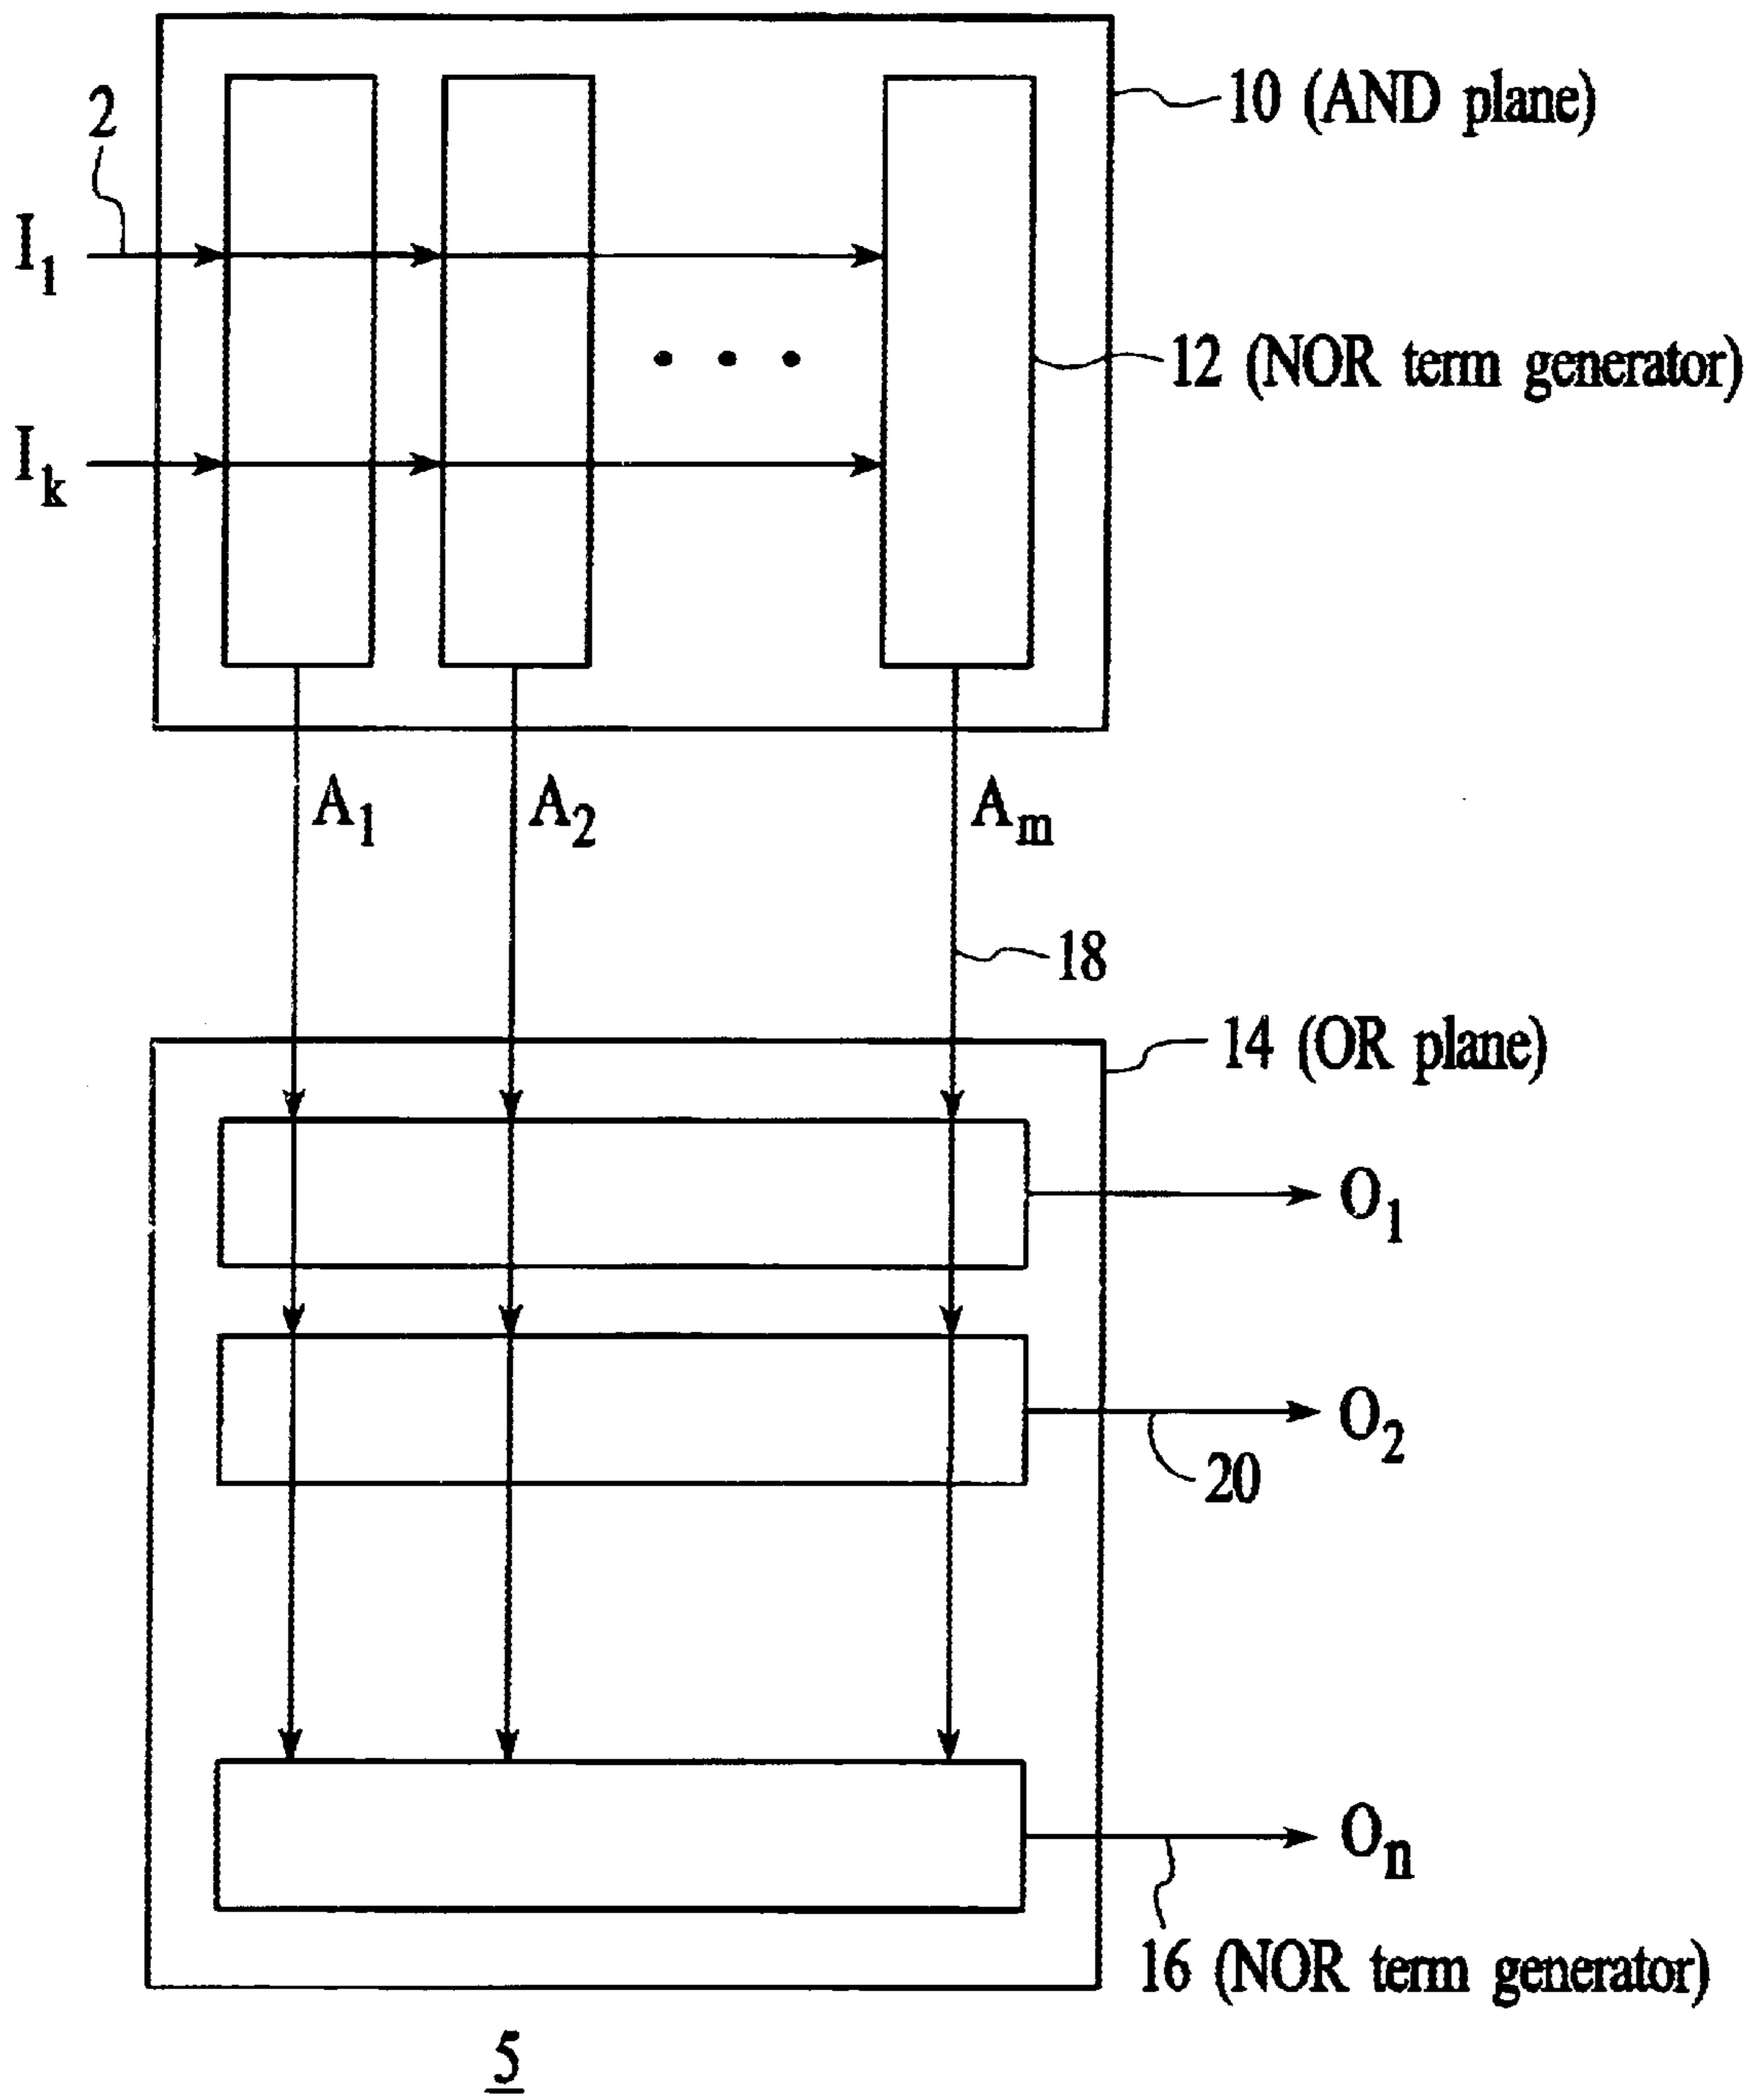 10 (AND plane)
2
I1
12 (NOR term generator)
Ik
A1 A2 Am
18
14 (OR plane)
O1
O2
20
On
16 (NOR term generator)
5